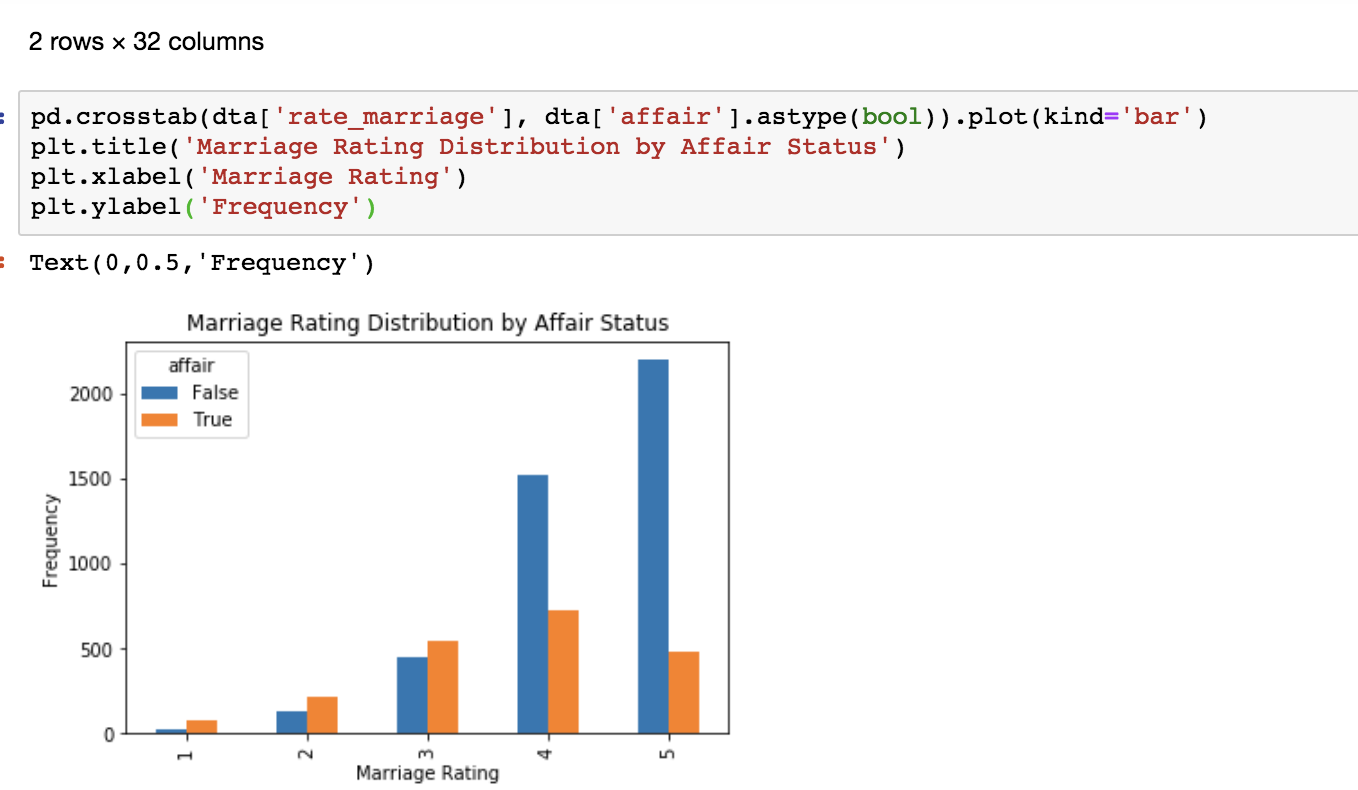 2 rows × 32 columns
:
pd.crosstab(dta['rate_marriage'], dta['affair'].astype(bool)).plot(kind='bar')
plt.title('Marriage Rating Distribution by Affair Status')
plt.xlabel('Marriage Rating')
plt.ylabel('Frequency')
:
Text(0,0.5,'Frequency')
Marriage Rating Distribution by Affair Status
affair
False
True
2000
1500
1000
500
0
Frequency
1 2 3 4 5
Marriage Rating